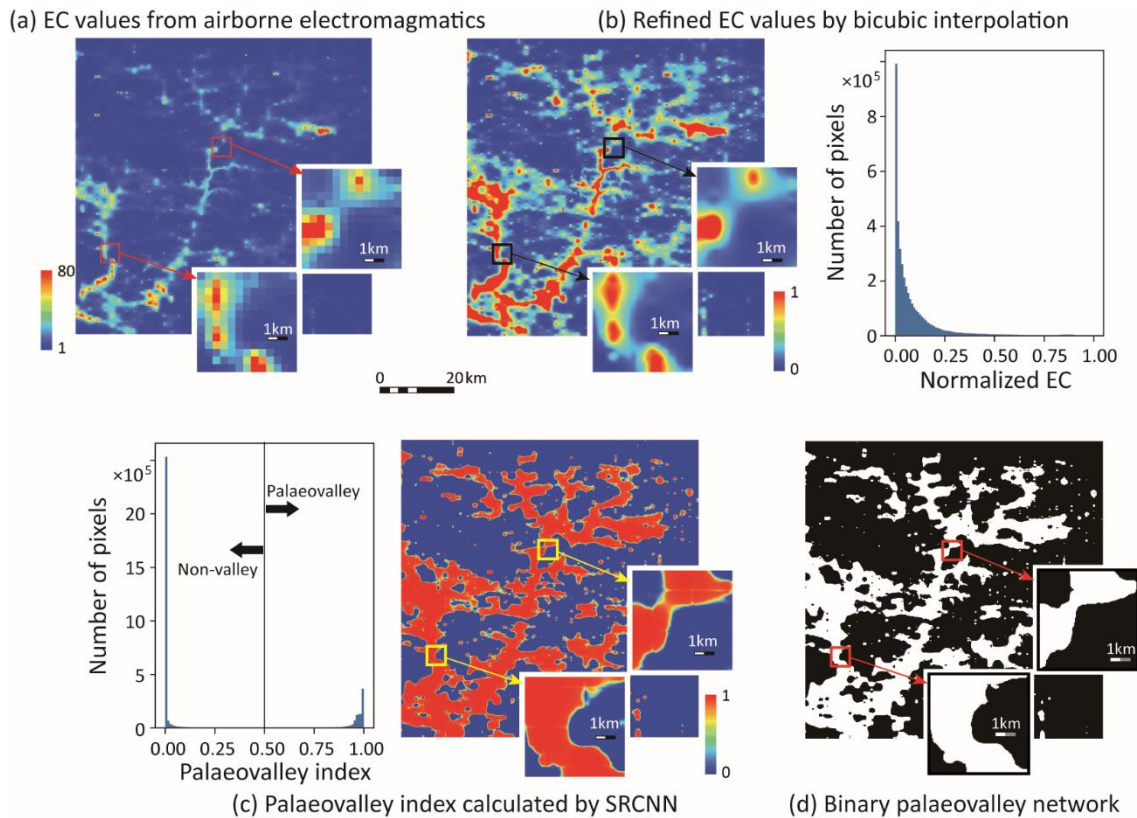 (a) EC values from airborne electromagmatics
(b) Refined EC values by bicubic interpolation
80
1
1km
1km
0 20 km
1km
1km
1
0
×10⁵
8
6
4
2
0
Number of pixels
0.00 0.25 0.50 0.75 1.00
Normalized EC
×10⁵
20
15
10
5
0
Number of pixels
Palaeovalley
Non-valley
0.00 0.25 0.50 0.75 1.00
Palaeovalley index
1km
1km
1
0
1km
1km
(c) Palaeovalley index calculated by SRCNN
(d) Binary palaeovalley network